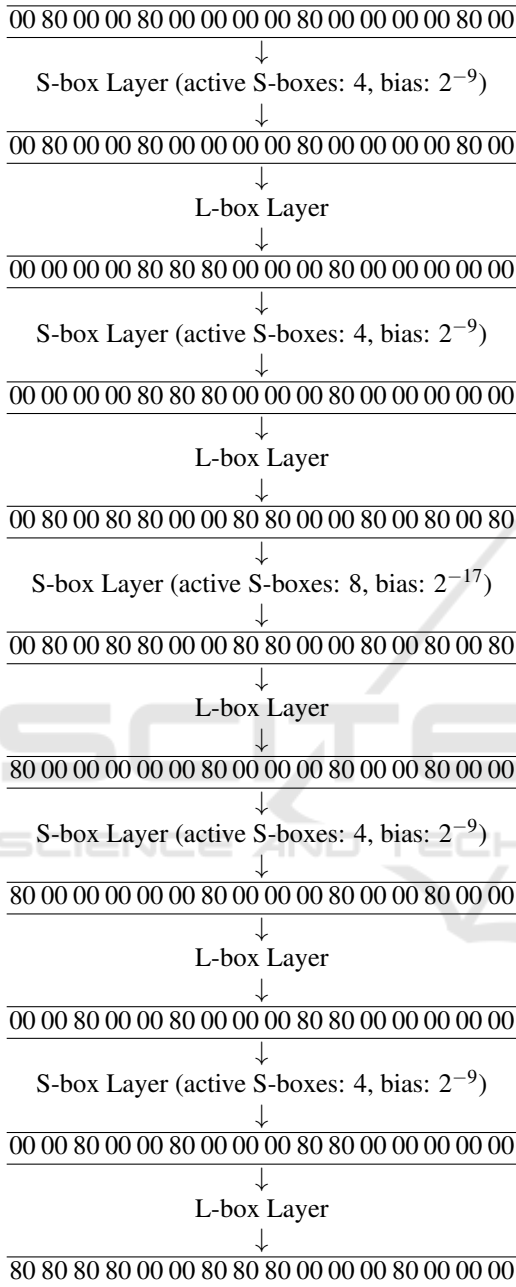 00 80 00 00 80 00 00 00 00 80 00 00 00 00 80 00
↓
S-box Layer (active S-boxes: 4, bias: 2⁻⁹)
↓
00 80 00 00 80 00 00 00 00 80 00 00 00 00 80 00
↓
L-box Layer
↓
00 00 00 00 80 80 80 00 00 00 80 00 00 00 00 00
↓
S-box Layer (active S-boxes: 4, bias: 2⁻⁹)
↓
00 00 00 00 80 80 80 00 00 00 80 00 00 00 00 00
↓
L-box Layer
↓
00 80 00 80 80 00 00 80 80 00 00 80 00 80 00 80
↓
S-box Layer (active S-boxes: 8, bias: 2⁻¹⁷)
↓
00 80 00 80 80 00 00 80 80 00 00 80 00 80 00 80
↓
L-box Layer
↓
SCITE
80 00 00 00 00 00 80 00 00 00 80 00 00 80 00 00
↓
S-box Layer (active S-boxes: 4, bias: 2⁻⁹)
SCIENCE AND TECH
↓
80 00 00 00 00 00 80 00 00 00 80 00 00 80 00 00
↓
L-box Layer
↓
00 00 80 00 00 80 00 00 00 80 80 00 00 00 00 00
↓
S-box Layer (active S-boxes: 4, bias: 2⁻⁹)
↓
00 00 80 00 00 80 00 00 00 80 80 00 00 00 00 00
↓
L-box Layer
↓
80 80 80 80 00 00 80 80 80 00 00 00 80 00 00 00